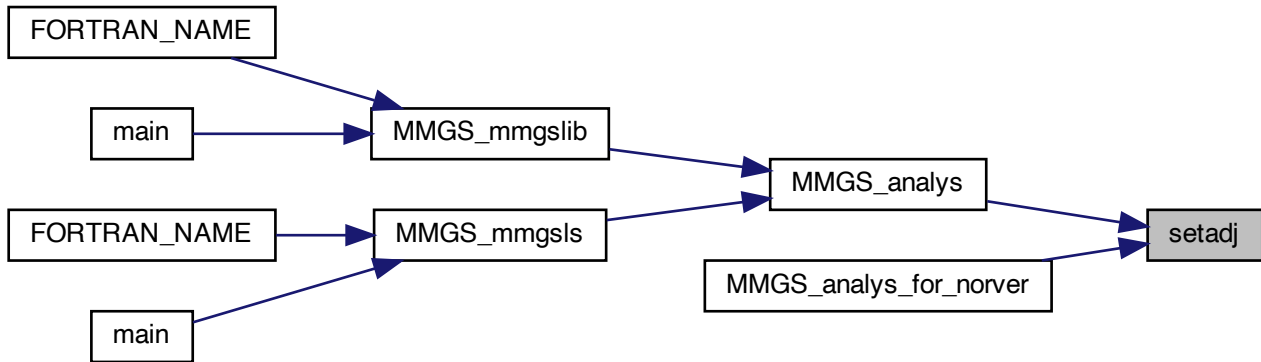 FORTRAN_NAME
main
MMGS_mmgslib
MMGS_analys
FORTRAN_NAME
MMGS_mmgsls
setadj
MMGS_analys_for_norver
main